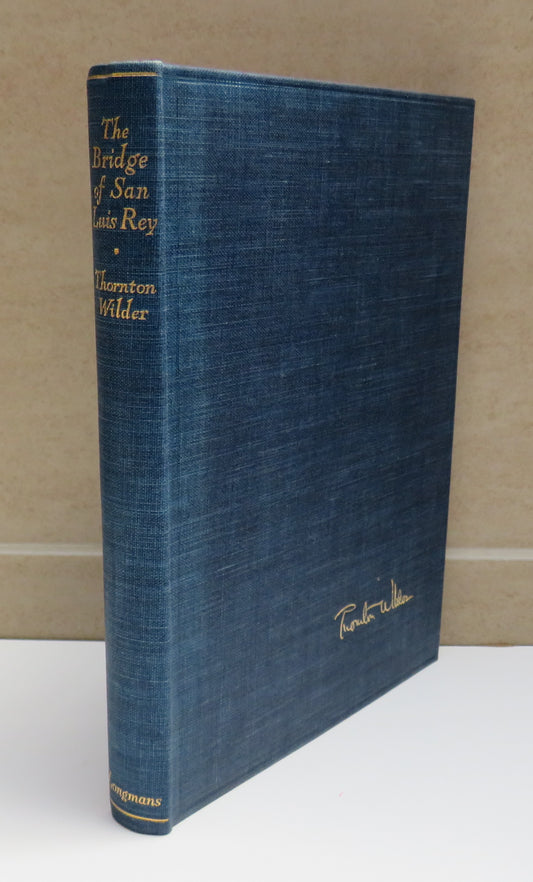 The
Bridge
of San
Luis Rey
Thornton
Wilder
Longmans
Thornton Wilder